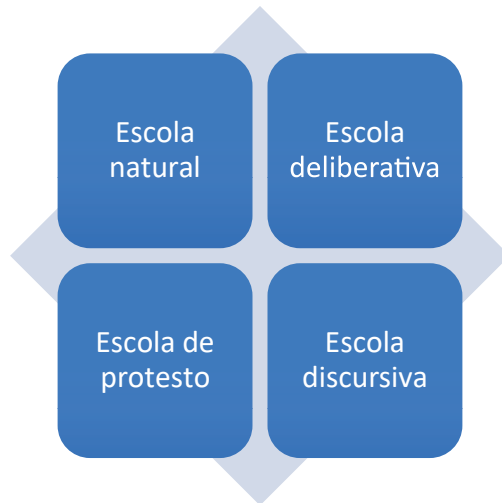 Escola
natural
Escola
deliberativa
Escola de
protesto
Escola
discursiva